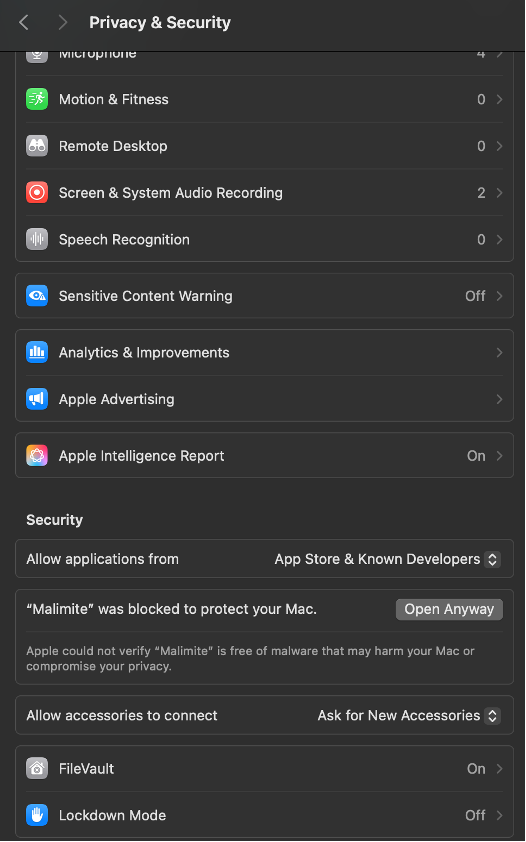 Privacy & Security
Microphone 4
Motion & Fitness 0
Remote Desktop 0
Screen & System Audio Recording 2
Speech Recognition 0
Sensitive Content Warning Off
Analytics & Improvements
Apple Advertising
Apple Intelligence Report On
Security
Allow applications from App Store & Known Developers
“Malimite” was blocked to protect your Mac. Open Anyway
Apple could not verify “Malimite” is free of malware that may harm your Mac or
compromise your privacy.
Allow accessories to connect Ask for New Accessories
FileVault On
Lockdown Mode Off